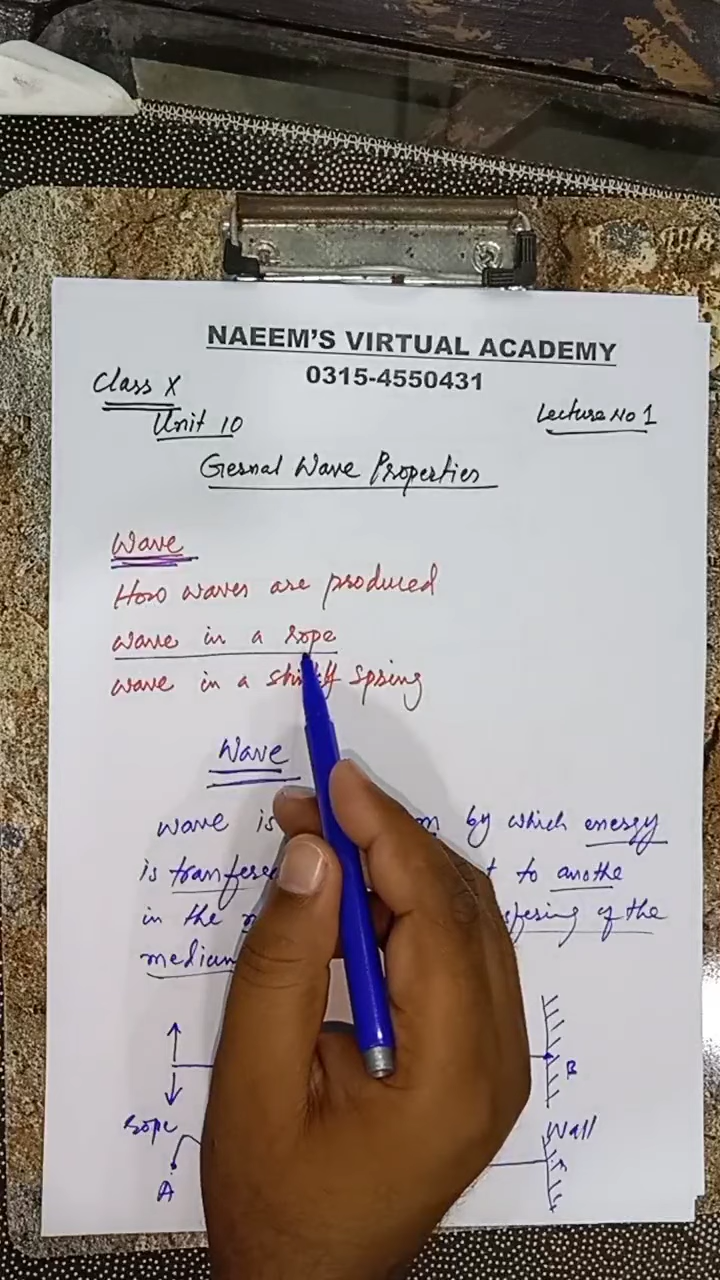 NAEEM'S VIRTUAL ACADEMY
0315-4550431
Class X
Unit 10
Lecture No 1
Gernal Wave Properties
Wave
How waves are produced
wave in a rope
wave in a spring
Wave
wave is by which energy
is to anothe
in the of the
medium
B
rope
Wall
A